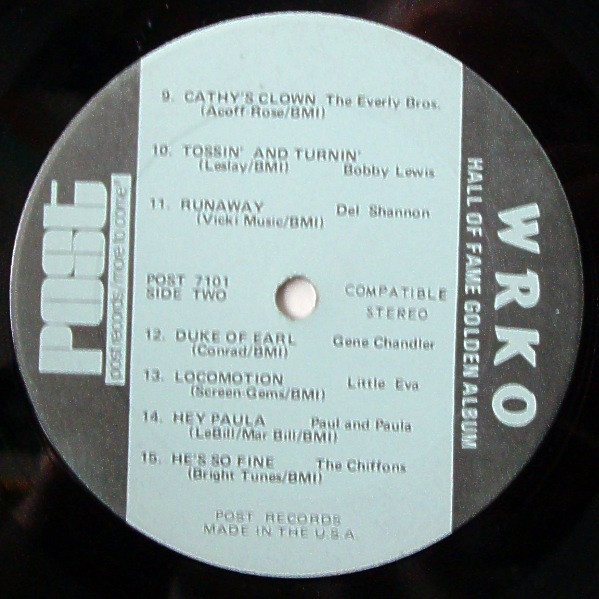 9. CATHY'S CLOWN The Everly Bros.
(Acoff-Rose/BMI)
10. TOSSIN' AND TURNIN'
(Leslay/BMI) Bobby Lewis
11. RUNAWAY Del Shannon
(Vicki Music/BMI)
POST 7101
SIDE TWO
COMPATIBLE
STEREO
12. DUKE OF EARL Gene Chandler
(Conrad/BMI)
13. LOCOMOTION Little Eva
(Screen-Gems/BMI)
14. HEY PAULA Paul and Paula
(LeBill/Mar Bill/BMI)
15. HE'S SO FINE The Chiffons
(Bright Tunes/BMI)
POST RECORDS
MADE IN THE U.S.A
post
post records/more to come
WRKO
HALL OF FAME GOLDEN ALBUM